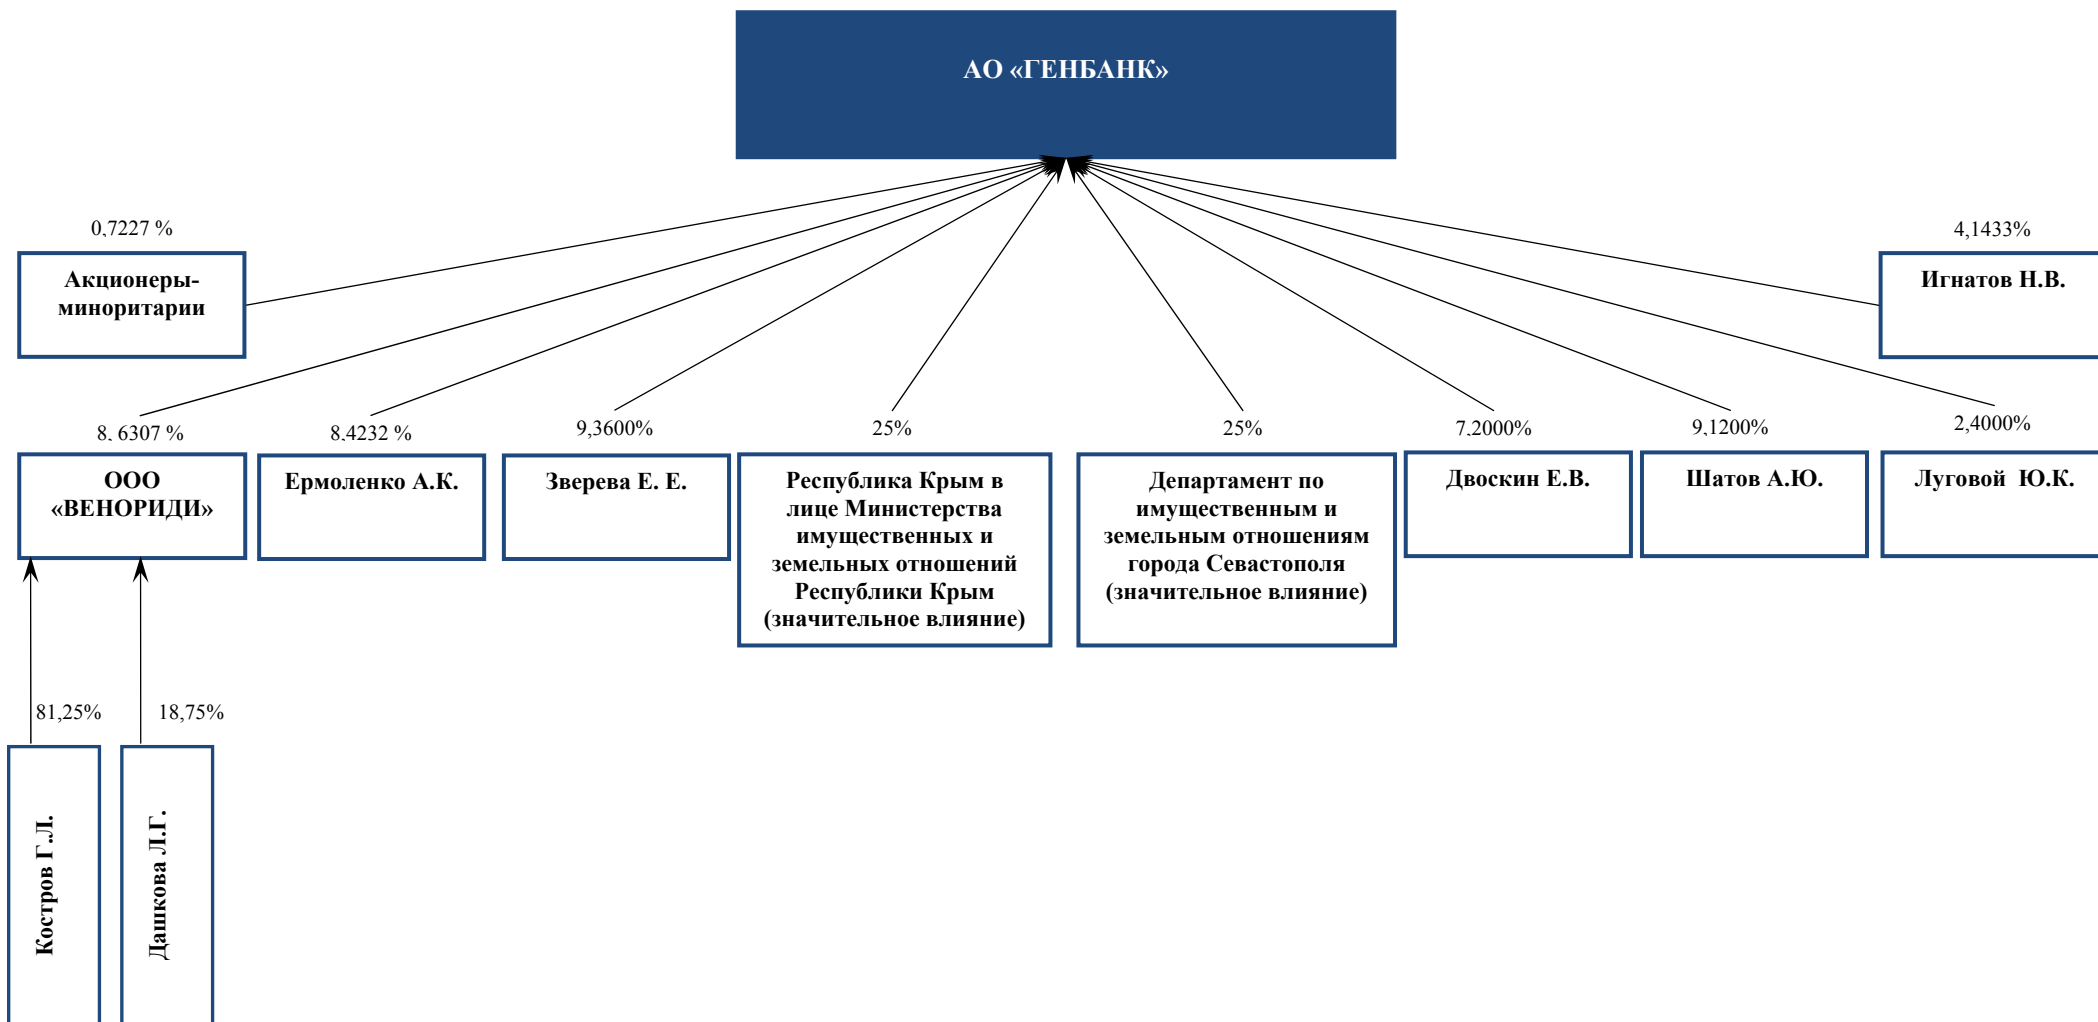 АО «ГЕНБАНК»
0,7227 %
4,1433%
Акционеры-
миноритарии
Игнатов Н.В.
8, 6307 %
8,4232 %
9,3600%
25%
25%
7,2000%
9,1200%
2,4000%
ООО
«ВЕНОРИДИ»
Ермоленко А.К.
Зверева Е. Е.
Республика Крым в
лице Министерства
имущественных и
земельных отношений
Республики Крым
(значительное влияние)
Департамент по
имущественным и
земельным отношениям
города Севастополя
(значительное влияние)
Двоскин Е.В.
Шатов А.Ю.
Луговой Ю.К.
81,25%
18,75%
Костров Г.Л.
Дашкова Л.Г.